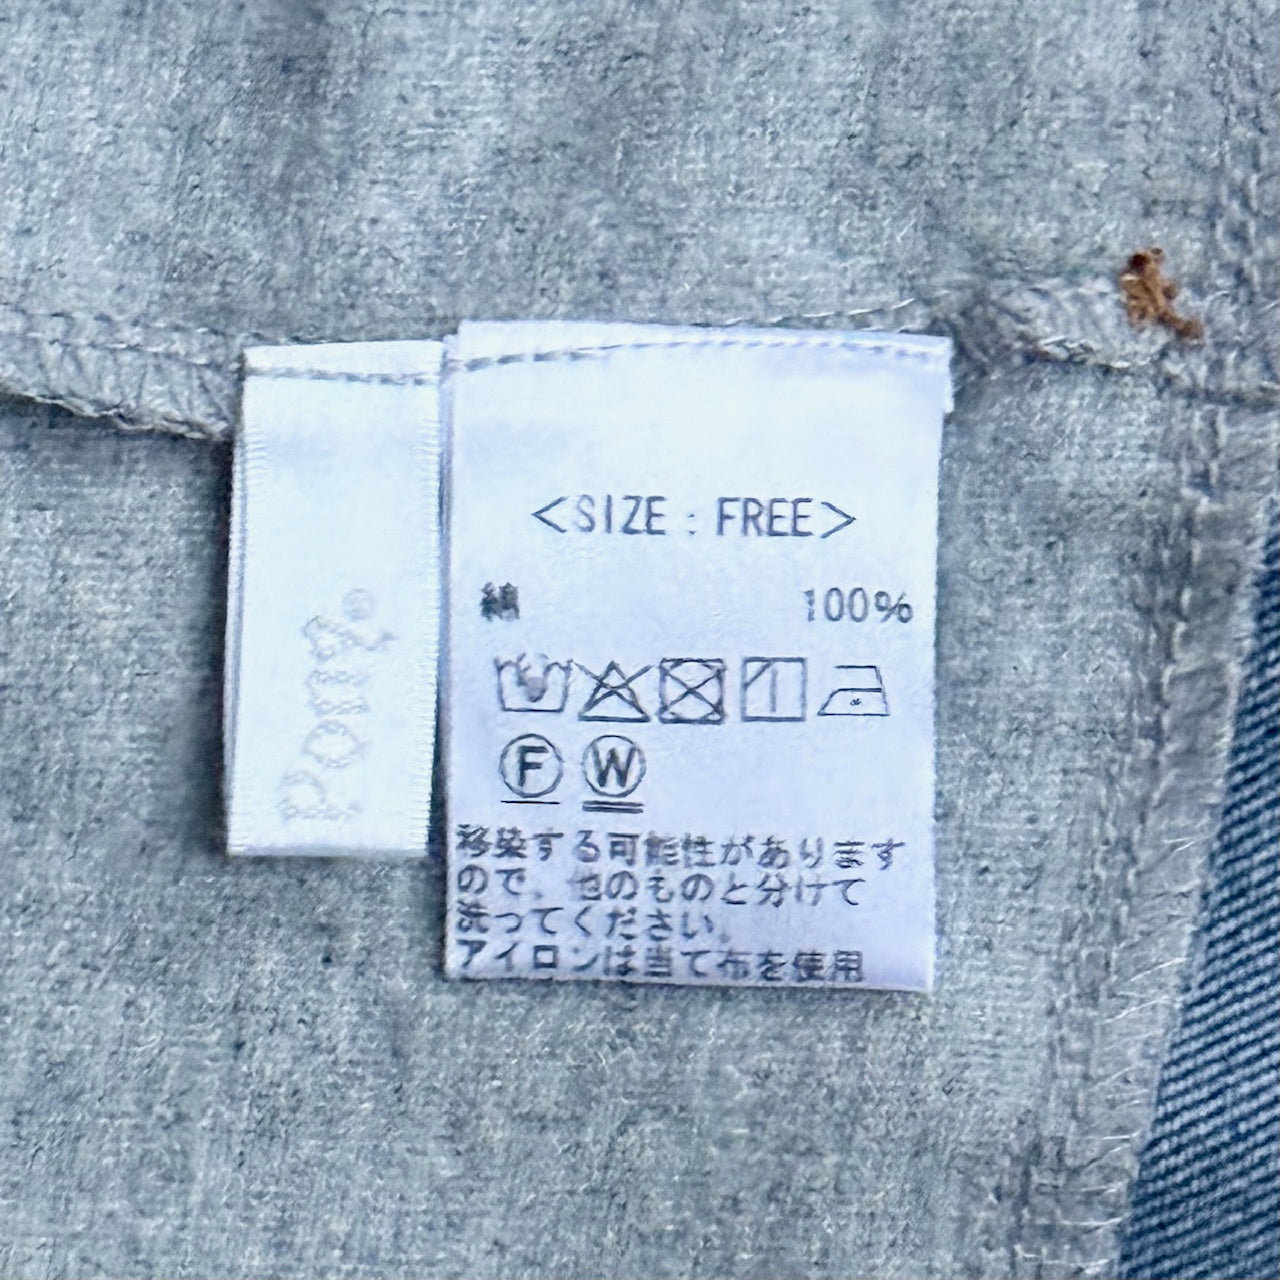 <SIZE : FREE>
綿 100%
F W
移染する可能性があります
ので、他のものと分けて
洗ってください。
アイロンは当て布を使用